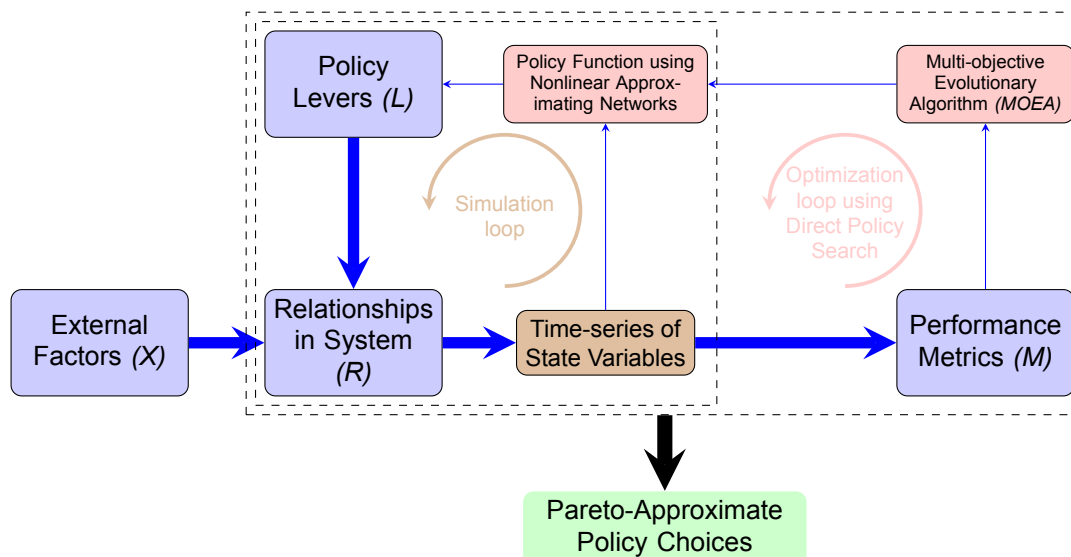 Policy
Levers (L)
Policy Function using
Nonlinear Approx-
imating Networks
Multi-objective
Evolutionary
Algorithm (MOEA)
Simulation
loop
Optimization
loop using
Direct Policy
Search
External
Factors (X)
Relationships
in System
(R)
Time-series of
State Variables
Performance
Metrics (M)
Pareto-Approximate
Policy Choices